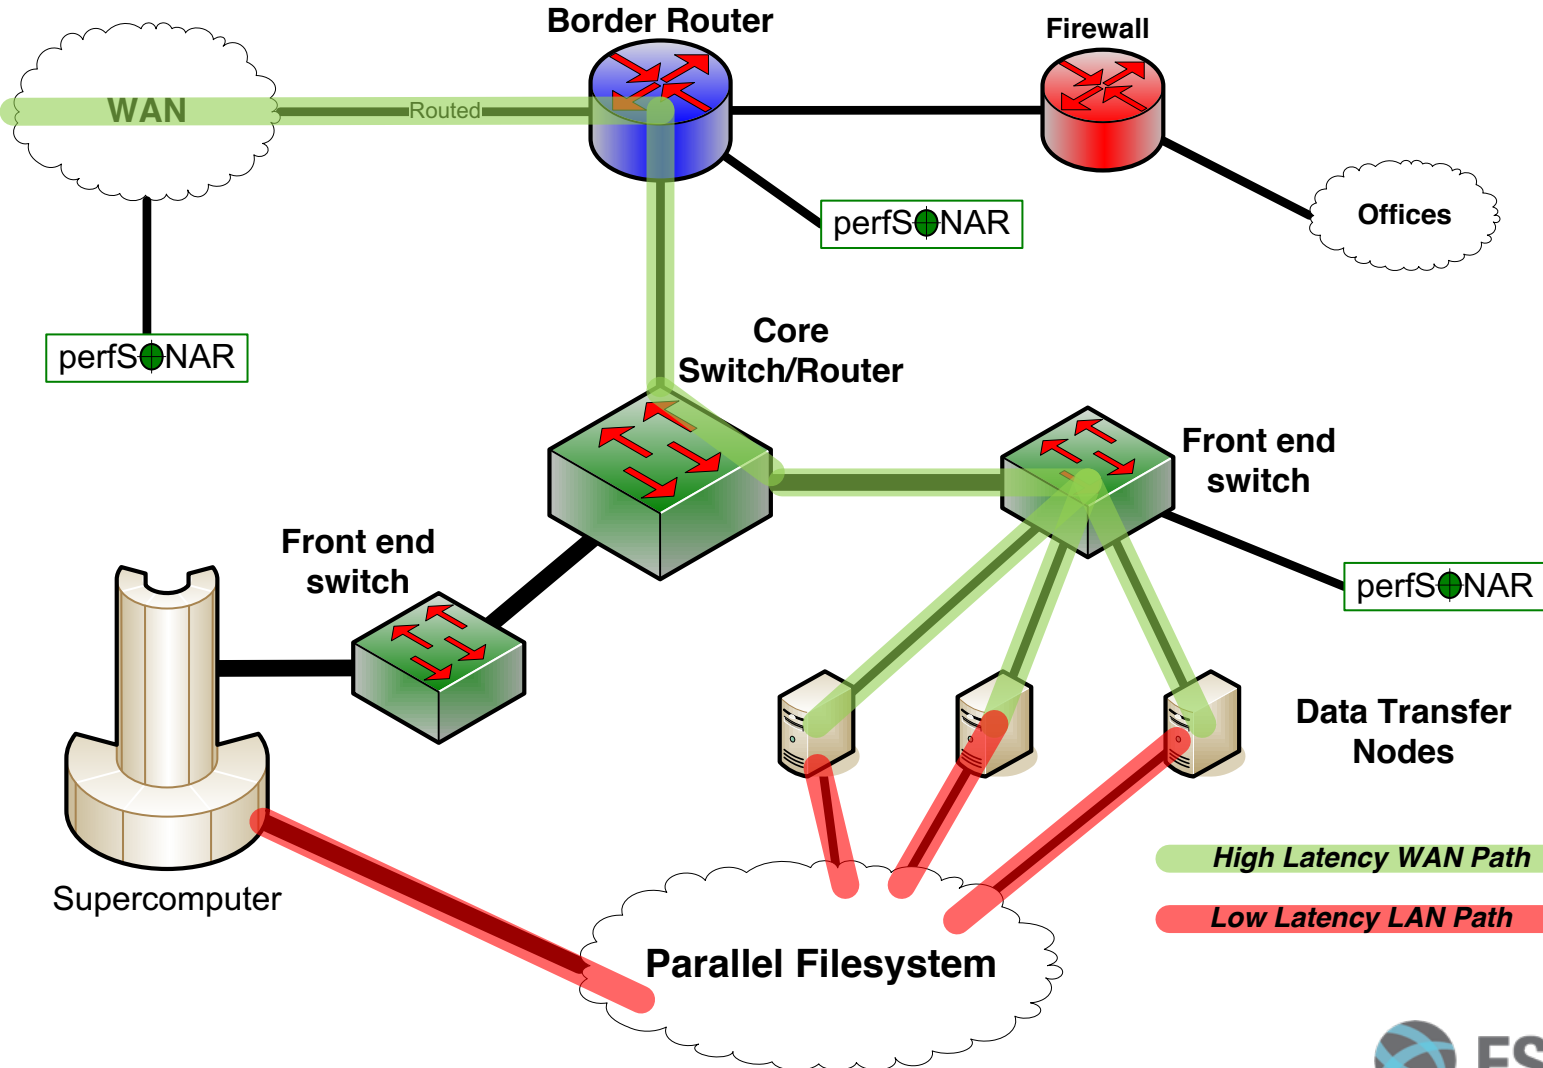 Border Router
Firewall
WAN
Routed
perfSONAR
Offices
perfSONAR
Core
Switch/Router
Front end
switch
Front end
switch
perfSONAR
Data Transfer
Nodes
High Latency WAN Path
Supercomputer
Low Latency LAN Path
Parallel Filesystem
ES